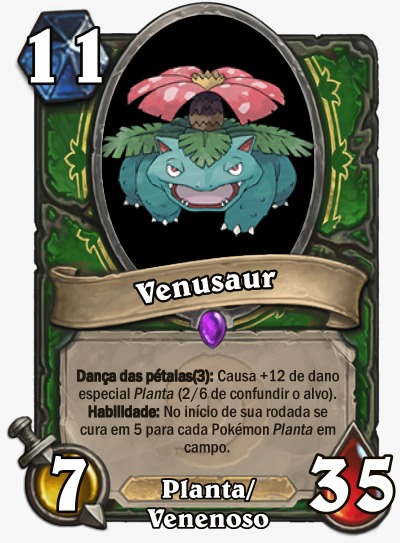 11
Venusaur
Dança das pétalas(3): Causa +12 de dano
especial Planta (2/6 de confundir o alvo).
Habilidade: No início de sua rodada se
cura em 5 para cada Pokémon Planta em
campo.
7
Planta/
Venenoso
35